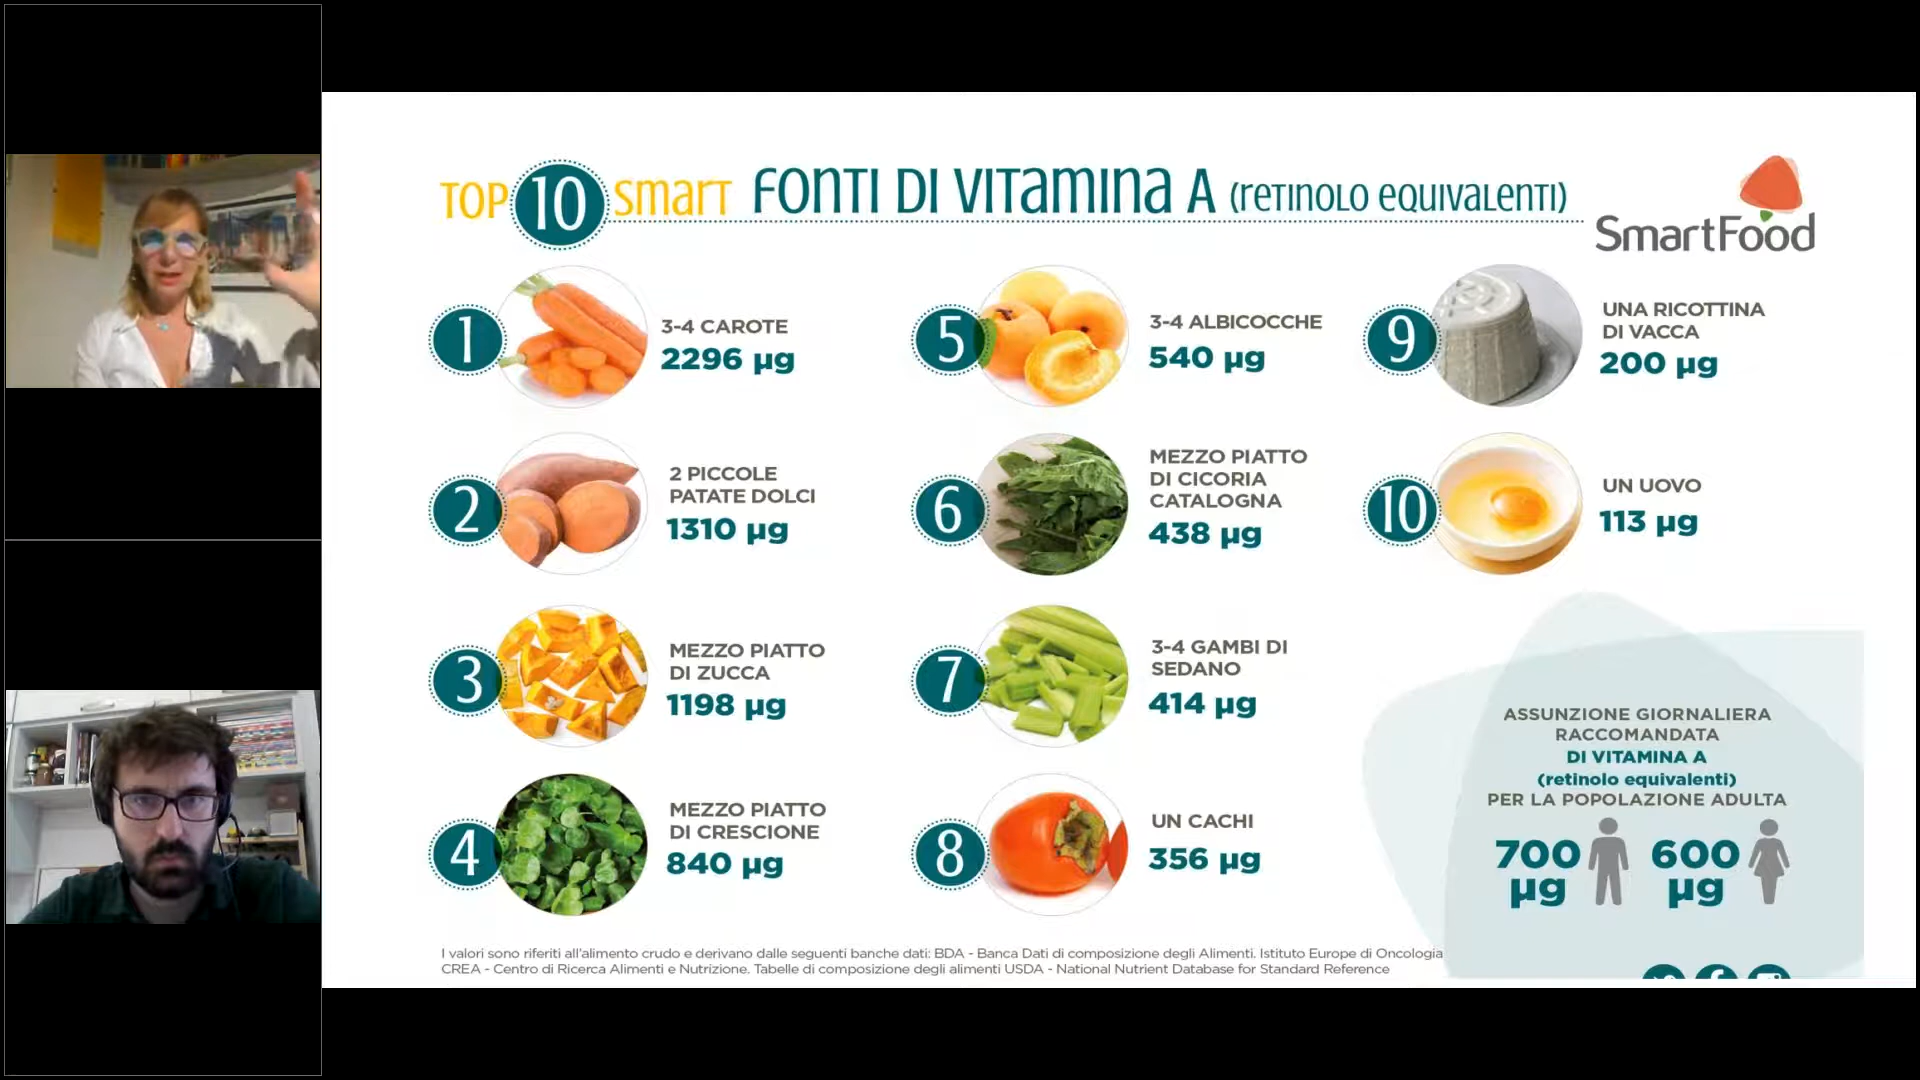 TOP 10 smart FONTI DI VITAMINA A (RETINOLO EQUIVALENTI)
SmartFood
1
3-4 CAROTE
2296 µg
2
2 PICCOLE
PATATE DOLCI
1310 µg
3
MEZZO PIATTO
DI ZUCCA
1198 µg
4
MEZZO PIATTO
DI CRESCIONE
840 µg
5
3-4 ALBICOCCHE
540 µg
6
MEZZO PIATTO
DI CICORIA
CATALOGNA
438 µg
7
3-4 GAMBI DI
SEDANO
414 µg
8
UN CACHI
356 µg
9
UNA RICOTTINA
DI VACCA
200 µg
10
UN UOVO
113 µg
ASSUNZIONE GIORNALIERA
RACCOMANDATA
DI VITAMINA A
(retinolo equivalenti)
PER LA POPOLAZIONE ADULTA
700 µg
600 µg
I valori sono riferiti all'alimento crudo e derivano dalle seguenti banche dati: BDA - Banca Dati di composizione degli Alimenti. Istituto Europe di Oncologia
CREA - Centro di Ricerca Alimenti e Nutrizione. Tabelle di composizione degli alimenti USDA - National Nutrient Database for Standard Reference